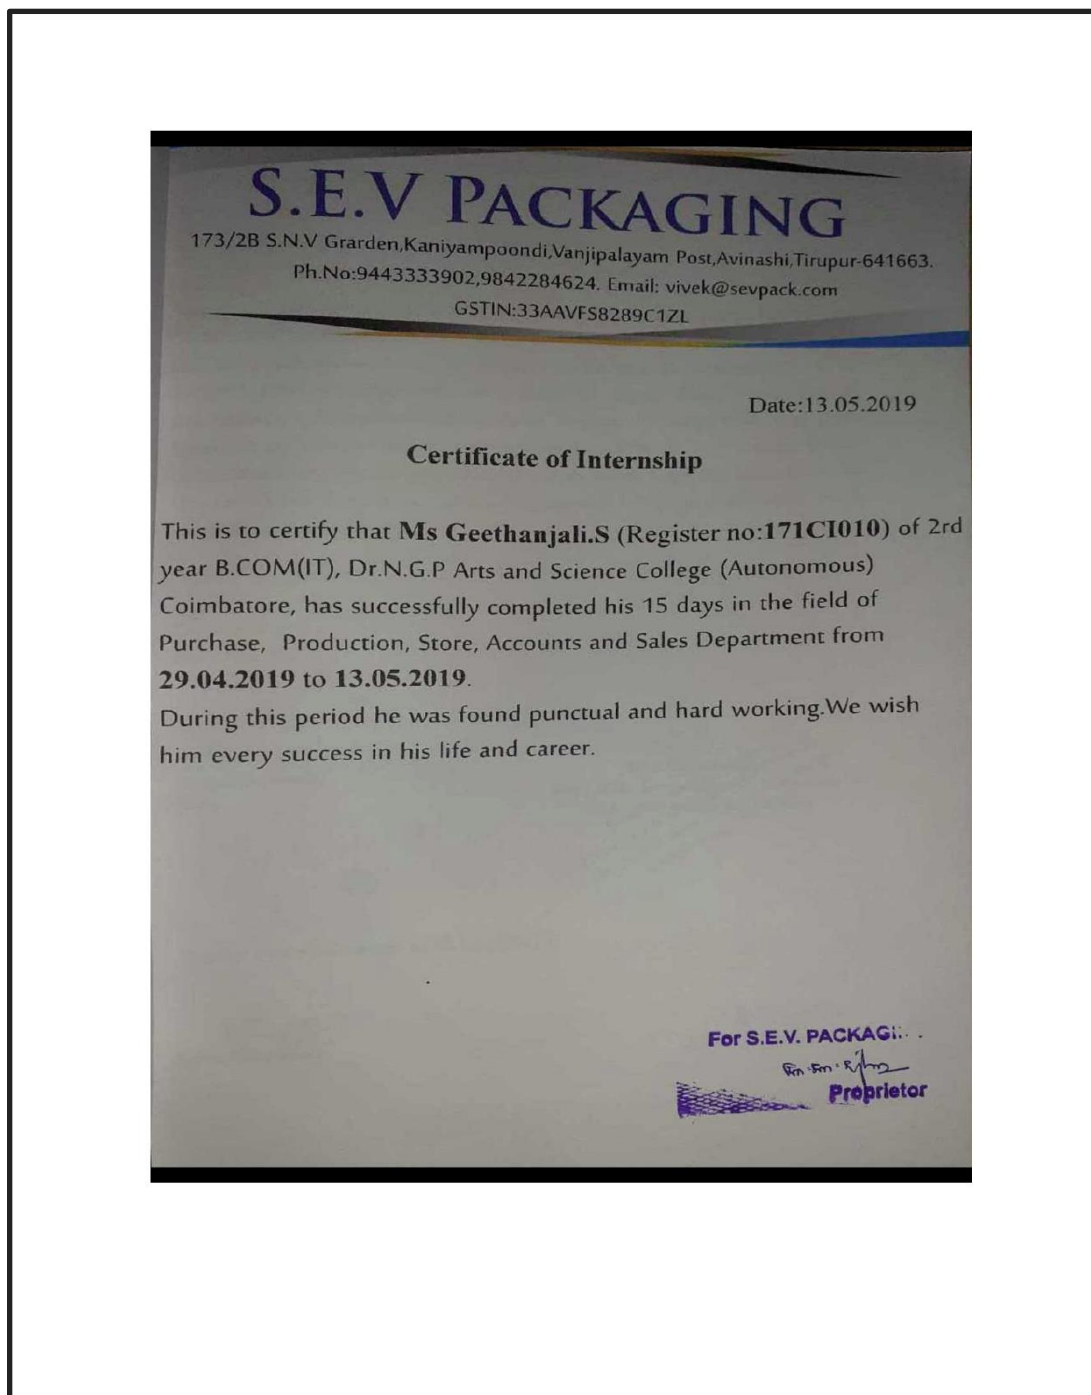 S.E.V PACKAGING
173/2B S.N.V Grarden,Kaniyampoondi,Vanjipalayam Post,Avinashi,Tirupur-641663.
Ph.No:9443333902,9842284624. Email: vivek@sevpack.com
GSTIN:33AAVFS8289C1ZL
Date:13.05.2019
Certificate of Internship
This is to certify that Ms Geethanjali.S (Register no:171CI010) of 2rd
year B.COM(IT), Dr.N.G.P Arts and Science College (Autonomous)
Coimbatore, has successfully completed his 15 days in the field of
Purchase, Production, Store, Accounts and Sales Department from
29.04.2019 to 13.05.2019.
During this period he was found punctual and hard working.We wish
him every success in his life and career.
For S.E.V.
Proprietor